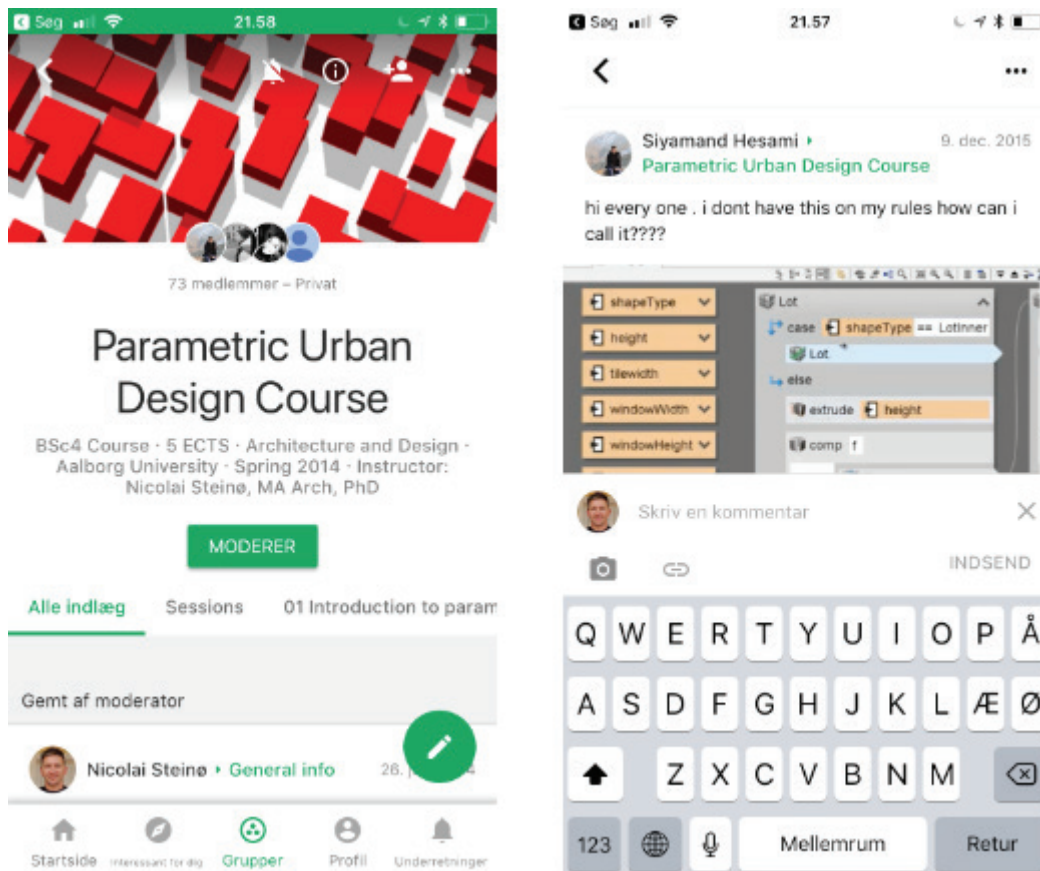 Søg
21.58
73 medlemmer – Privat
Parametric Urban
Design Course
BSc4 Course · 5 ECTS · Architecture and Design ·
Aalborg University · Spring 2014 · Instructor:
Nicolai Steinø, MA Arch, PhD
MODERER
Alle indlæg
Sessions
01 Introduction to param
Gemt af moderator
Nicolai Steinø
General info
26.
Startside
Interessant for dig
Grupper
Profil
Underretninger
Søg
21.57
Siyamand Hesami
9. dec. 2015
Parametric Urban Design Course
hi every one . i dont have this on my rules how can i
call it????
shapeType
height
tilewidth
windowWidth
windowHeight
Lot
case shapeType == Lotinner
Lot
else
extrude height
comp f
Skriv en kommentar
INDSEND
Q W E R T Y U I O P Å
A S D F G H J K L Æ Ø
Z X C V B N M
123
Mellemrum
Retur